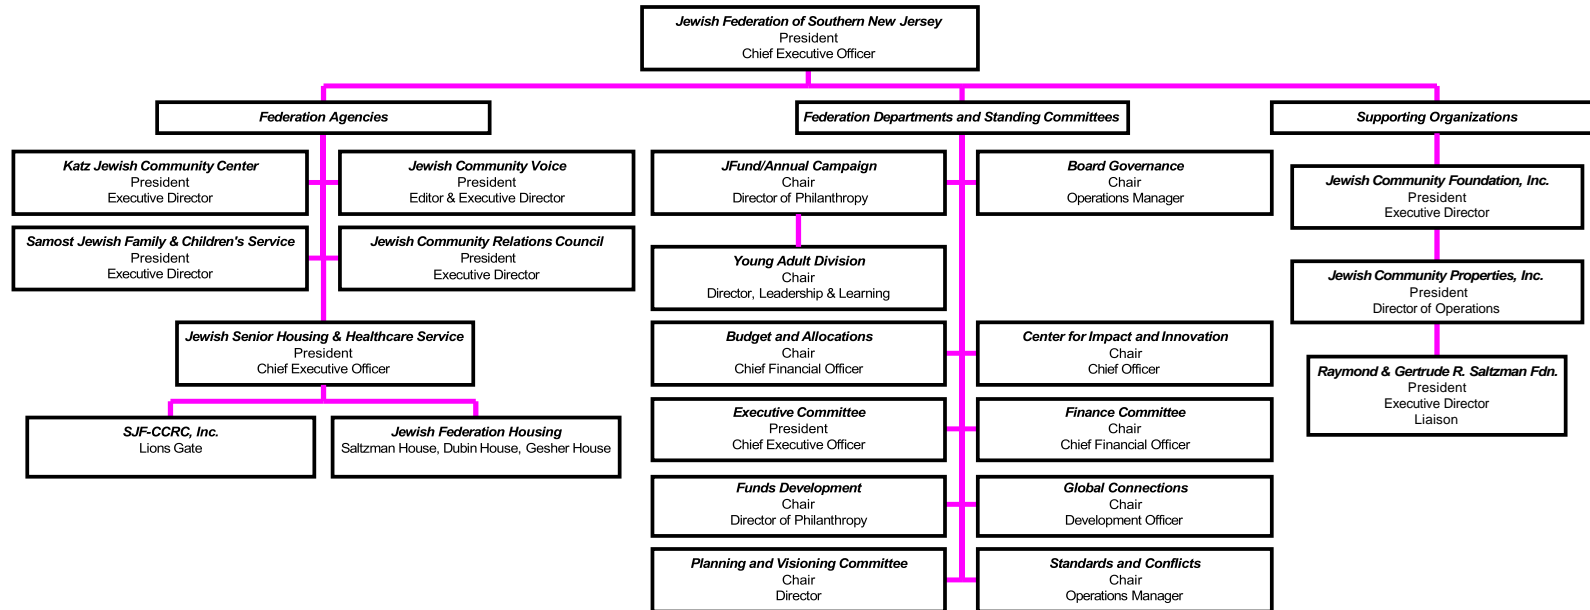 Jewish Federation of Southern New Jersey
President
Chief Executive Officer
Federation Agencies
Katz Jewish Community Center
President
Executive Director
Jewish Community Voice
President
Editor & Executive Director
Samost Jewish Family & Children's Service
President
Executive Director
Jewish Community Relations Council
President
Executive Director
Jewish Senior Housing & Healthcare Service
President
Chief Executive Officer
SJF-CCRC, Inc.
Lions Gate
Jewish Federation Housing
Saltzman House, Dubin House, Gesher House
Federation Departments and Standing Committees
JFund/Annual Campaign
Chair
Director of Philanthropy
Board Governance
Chair
Operations Manager
Young Adult Division
Chair
Director, Leadership & Learning
Budget and Allocations
Chair
Chief Financial Officer
Center for Impact and Innovation
Chair
Chief Officer
Executive Committee
President
Chief Executive Officer
Finance Committee
Chair
Chief Financial Officer
Funds Development
Chair
Director of Philanthropy
Global Connections
Chair
Development Officer
Planning and Visioning Committee
Chair
Director
Standards and Conflicts
Chair
Operations Manager
Supporting Organizations
Jewish Community Foundation, Inc.
President
Executive Director
Jewish Community Properties, Inc.
President
Director of Operations
Raymond & Gertrude R. Saltzman Fdn.
President
Executive Director
Liaison